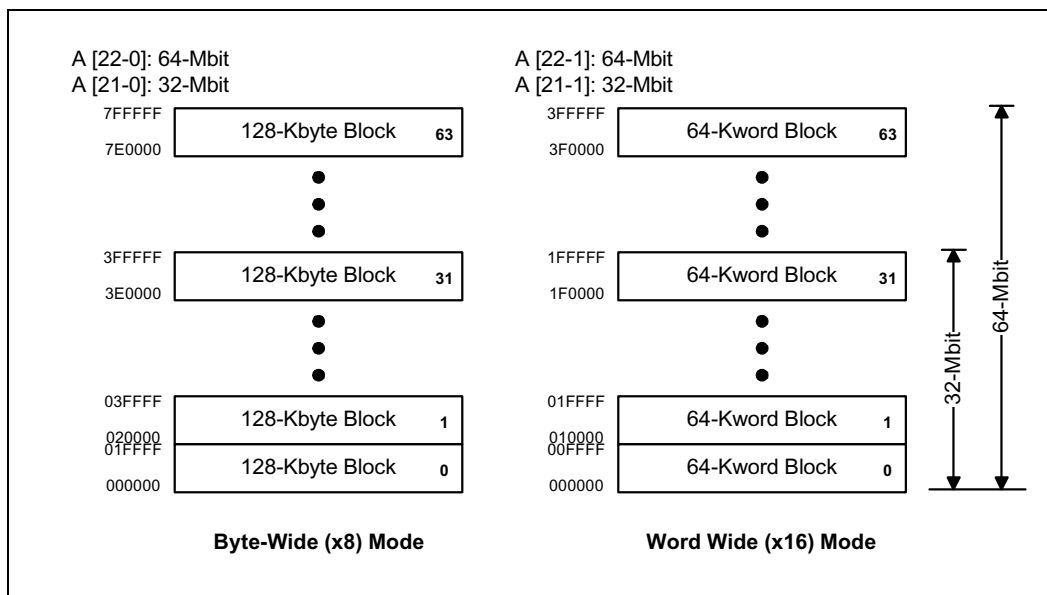 A [22-0]: 64-Mbit
A [21-0]: 32-Mbit
7FFFFF
128-Kbyte Block 63
7E0000
3FFFFF
128-Kbyte Block 31
3E0000
03FFFF
128-Kbyte Block 1
020000
01FFFF
128-Kbyte Block 0
000000
Byte-Wide (x8) Mode
A [22-1]: 64-Mbit
A [21-1]: 32-Mbit
3FFFFF
64-Kword Block 63
3F0000
1FFFFF
64-Kword Block 31
1F0000
01FFFF
64-Kword Block 1
010000
00FFFF
64-Kword Block 0
000000
Word Wide (x16) Mode
32-Mbit
64-Mbit